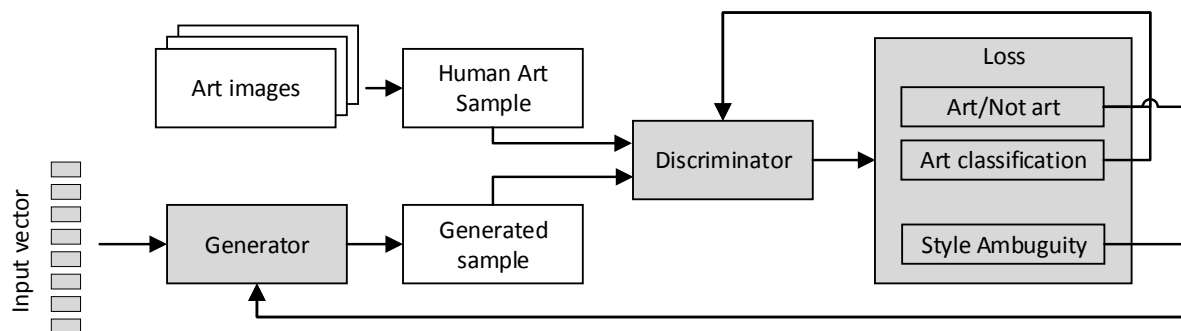 Art images
Human Art
Sample
Loss
Art/Not art
Discriminator
Art classification
Input vector
Generator
Generated
sample
Style Ambuguity